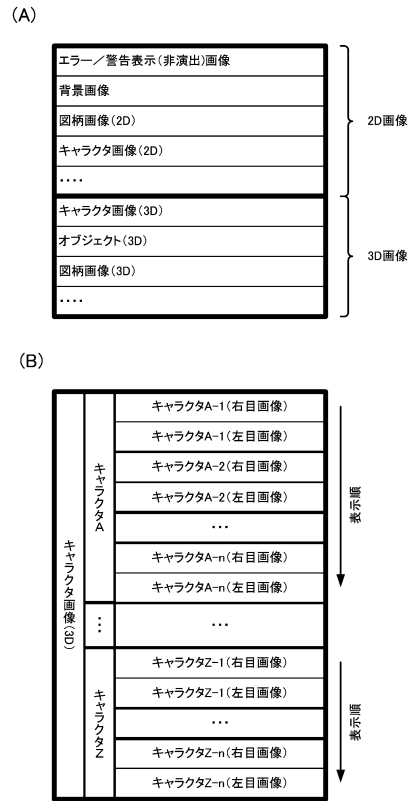 (A)
エラー／警告表示(非演出)画像
背景画像
図柄画像(2D)
キャラクタ画像(2D)
・・・・
2D画像
キャラクタ画像(3D)
オブジェクト(3D)
図柄画像(3D)
・・・・
3D画像
(B)
キャラクタ画像(3D)
キャラクタA
キャラクタA-1(右目画像)
キャラクタA-1(左目画像)
キャラクタA-2(右目画像)
キャラクタA-2(左目画像)
・・・
キャラクタA-n(右目画像)
キャラクタA-n(左目画像)
表示順
・・・
・・・
キャラクタZ
キャラクタZ-1(右目画像)
キャラクタZ-1(左目画像)
・・・
キャラクタZ-n(右目画像)
キャラクタZ-n(左目画像)
表示順